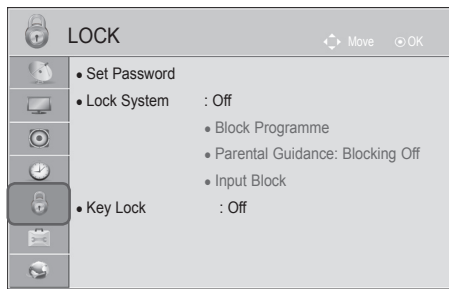 LOCK
Move
OK
• Set Password
• Lock System : Off
• Block Programme
• Parental Guidance: Blocking Off
• Input Block
• Key Lock : Off